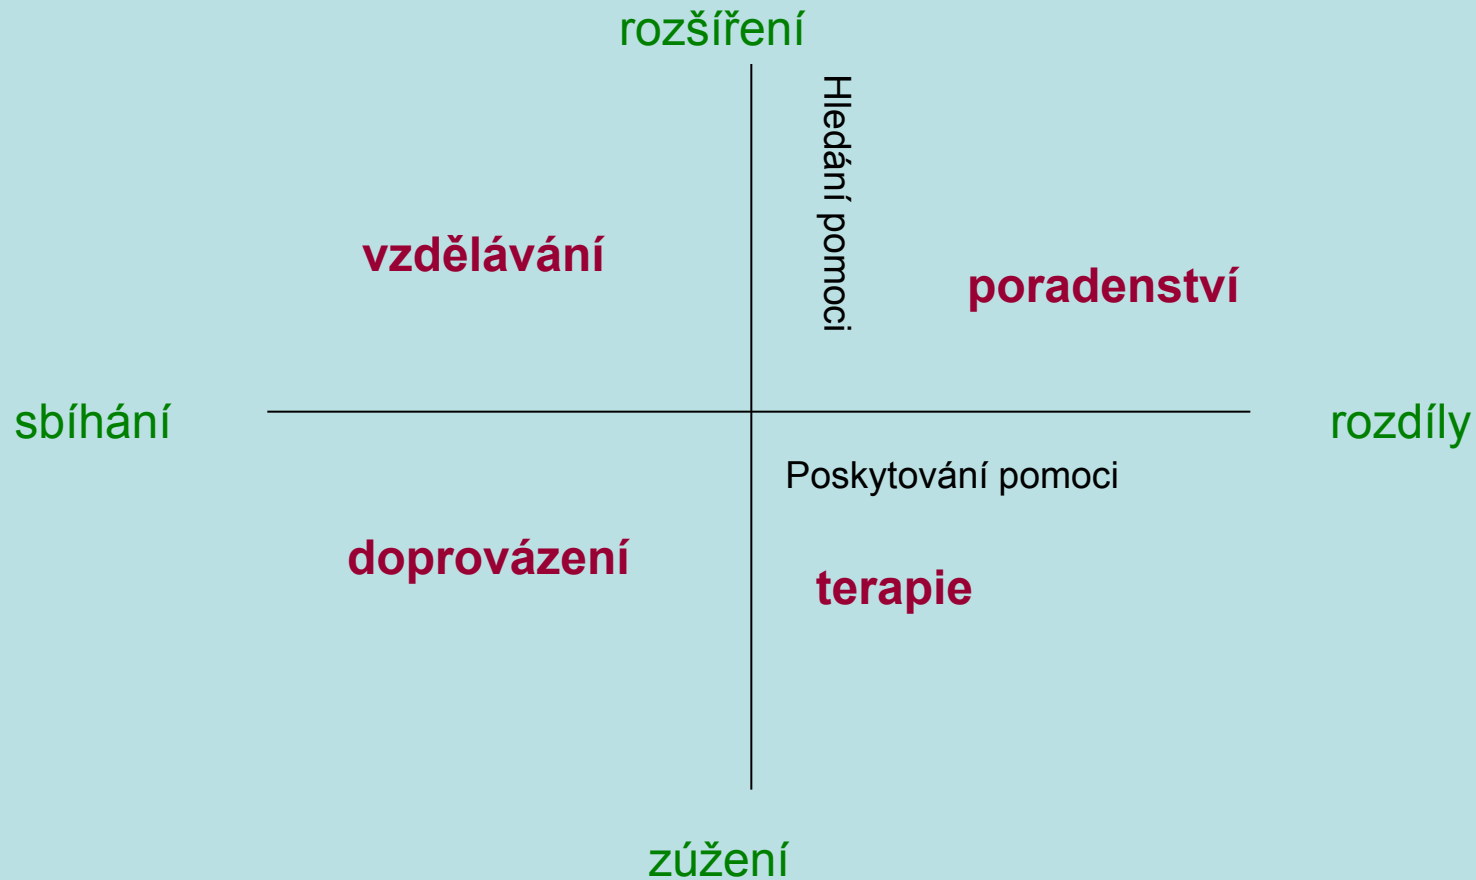 rozšíření
Hledání pomoci
vzdělávání
poradenství
sbíhání
rozdíly
Poskytování pomoci
doprovázení
terapie
zúžení